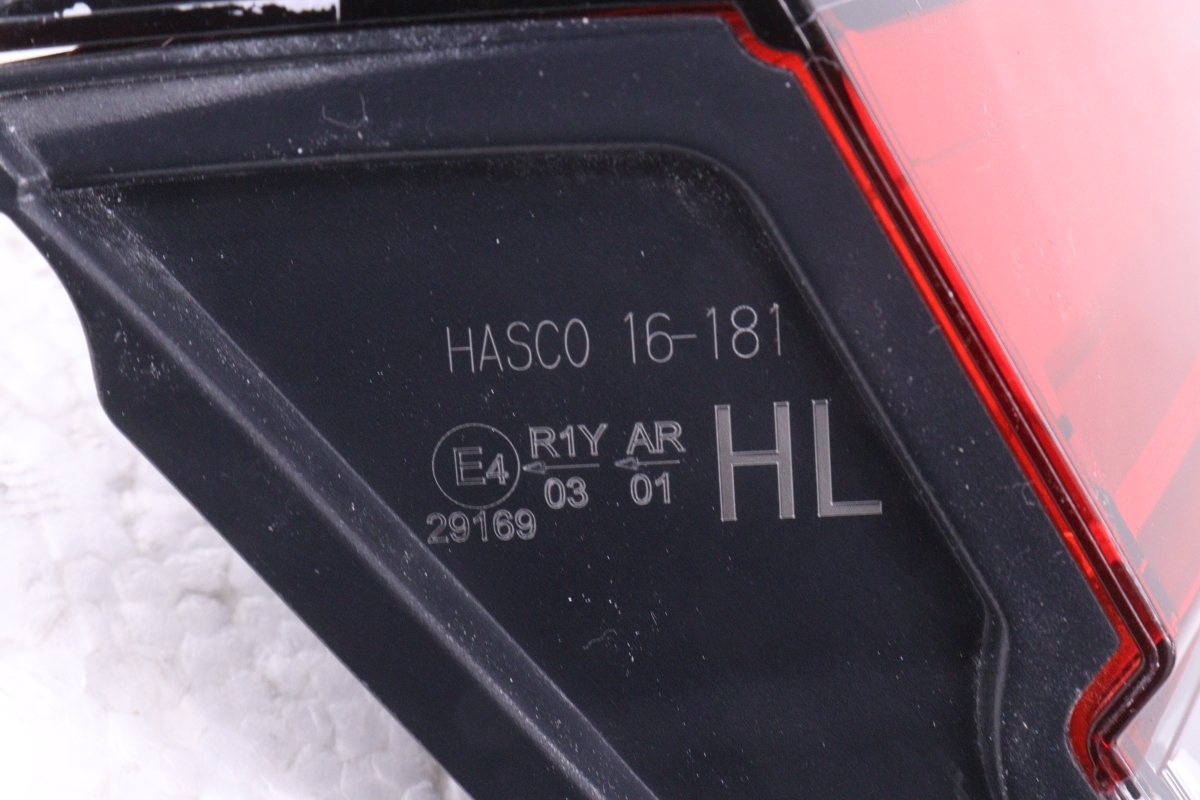 HASCO 16-181
E4 R1Y AR HL
← ←
03 01
29169